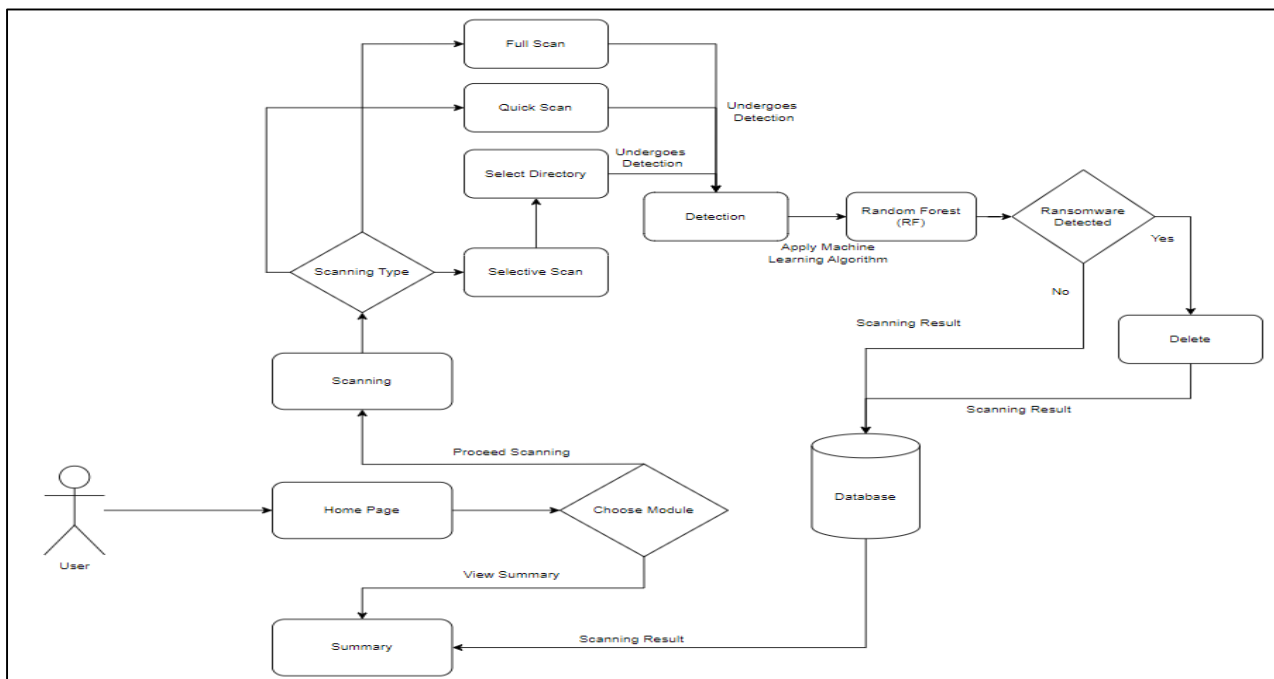 Full Scan
Quick Scan
Undergoes
Detection
Undergoes
Detection
Select Directory
Detection
Random Forest
(RF)
Ransomware
Detected
Yes
Apply Machine
Learning Algorithm
Scanning Type
Selective Scan
No
Scanning Result
Delete
Scanning
Scanning Result
Proceed Scanning
Database
Home Page
Choose Module
User
View Summary
Scanning Result
Summary